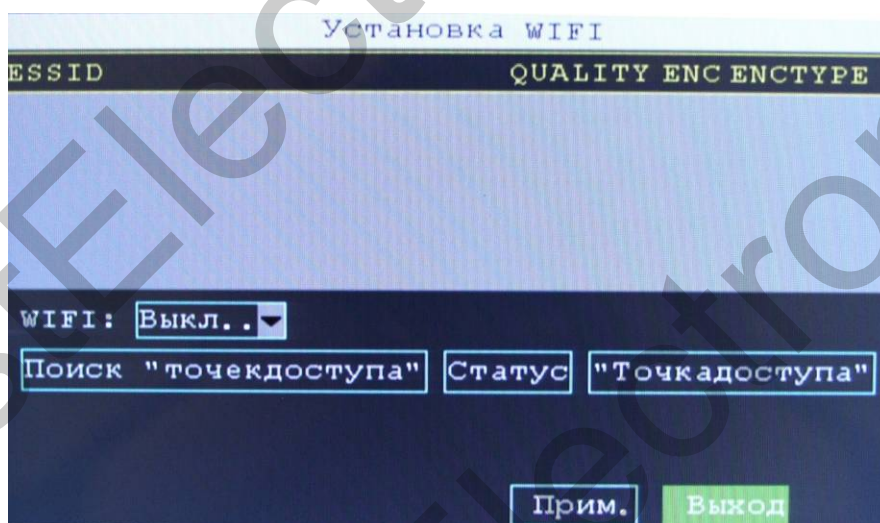 Установка WIFI
ESSID QUALITY ENC ENCTYPE
WIFI: Выкл..
Поиск "точекдоступа" Статус "Точкадоступа"
Прим. Выход